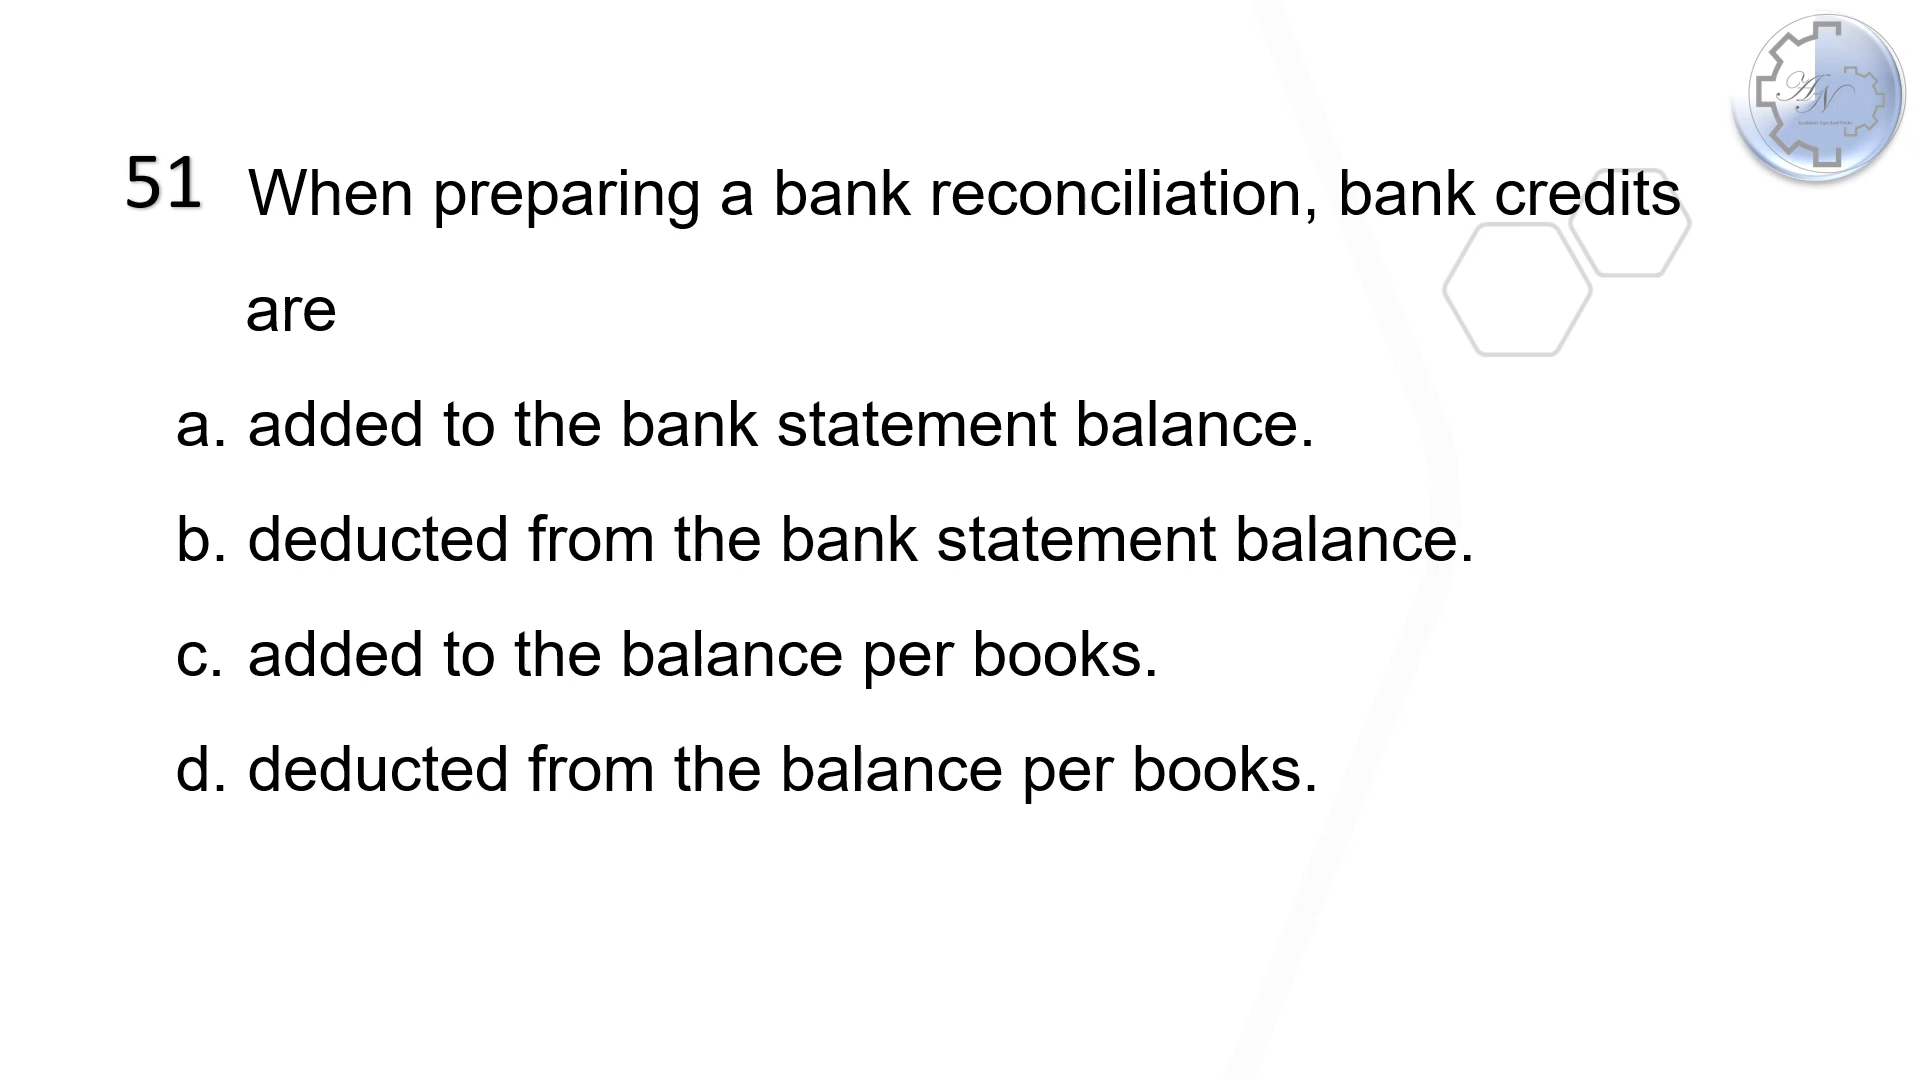 51 When preparing a bank reconciliation, bank credits
are
a. added to the bank statement balance.
b. deducted from the bank statement balance.
c. added to the balance per books.
d. deducted from the balance per books.
AN